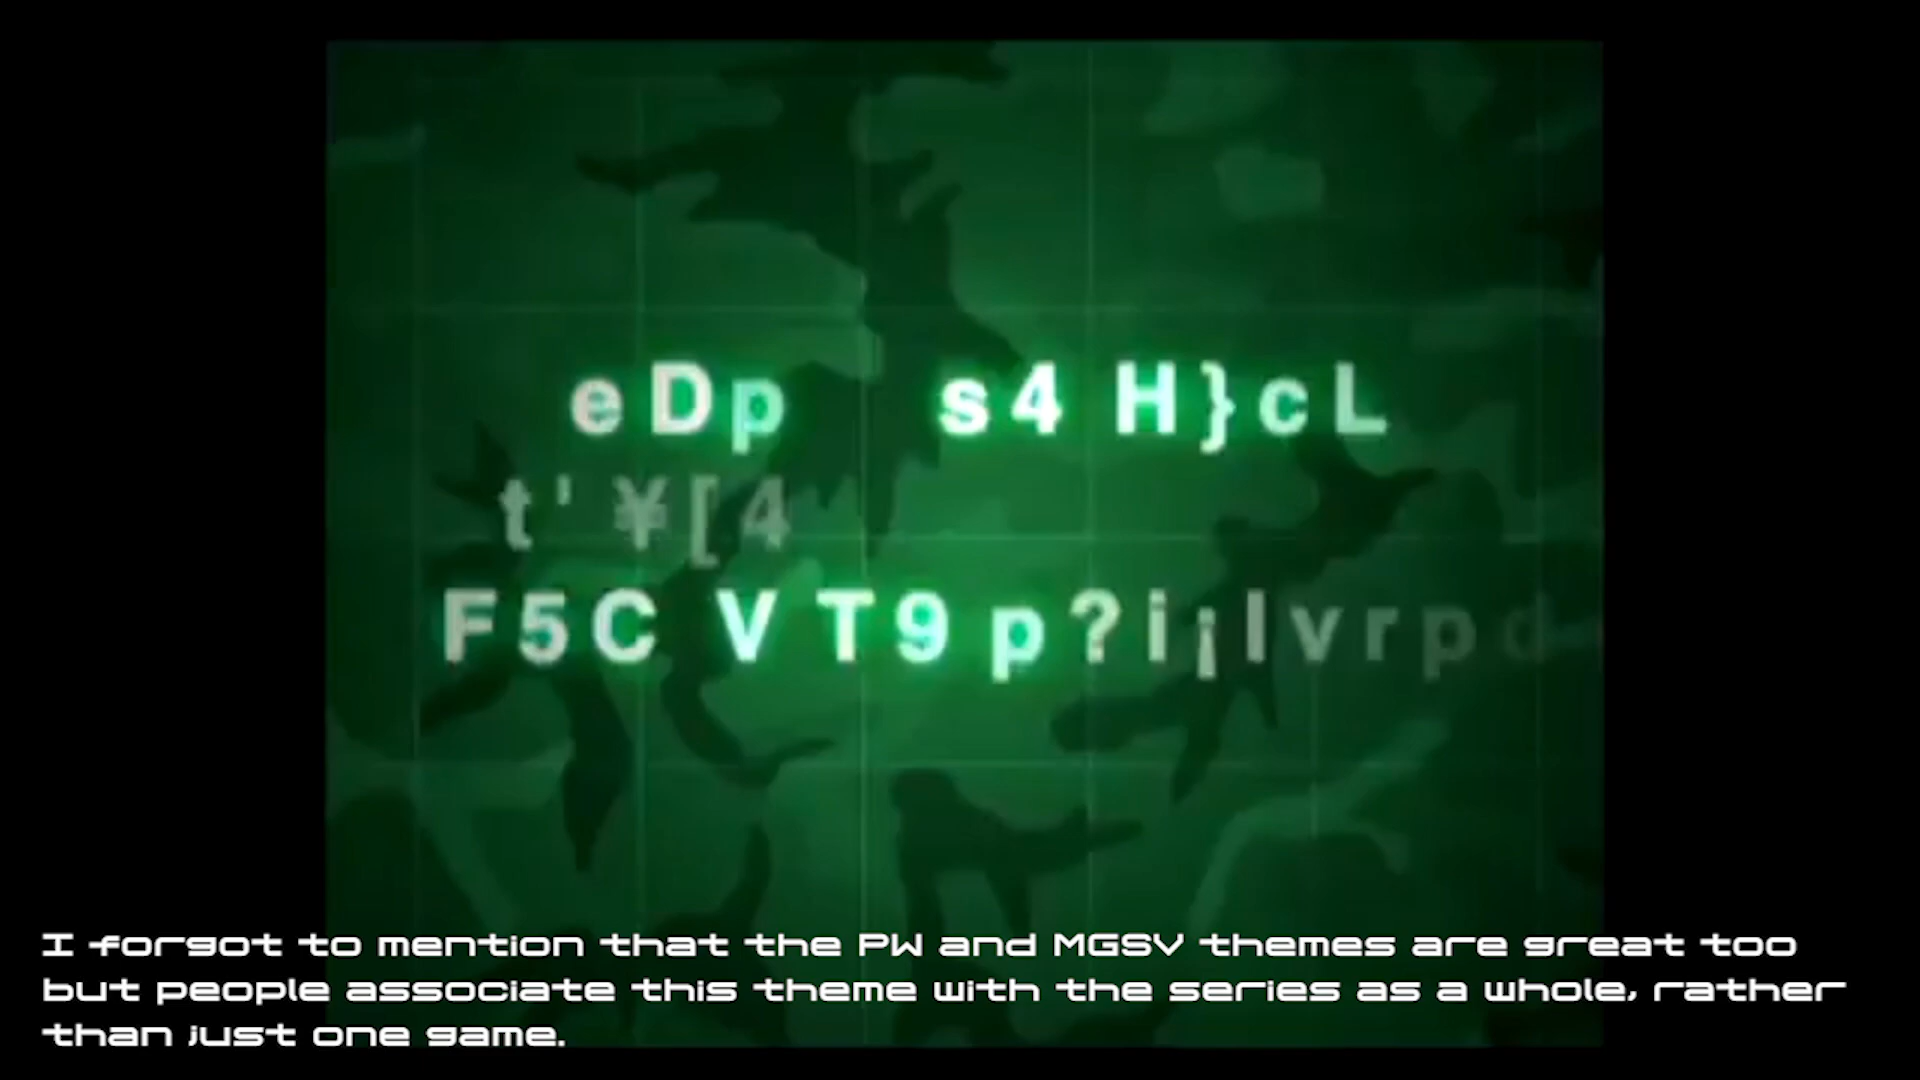 eDp s4 H}cL
t' ¥[4
F5C VT9 p?i¡lvrpd
I forgot to mention that the PW and MGSV themes are great too
but people associate this theme with the series as a whole, rather
than just one game.